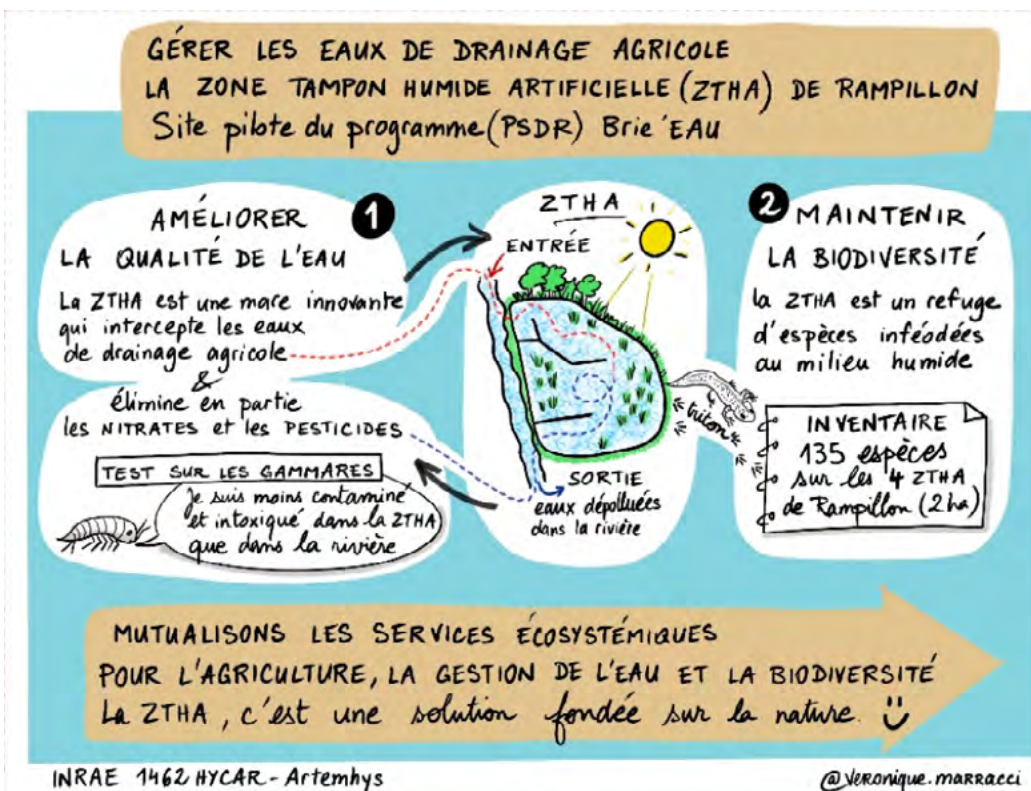 GÉRER LES EAUX DE DRAINAGE AGRICOLE
LA ZONE TAMPON HUMIDE ARTIFICIELLE (ZTHA) DE RAMPILLON
Site pilote du programme (PSDR) Brie'EAU
1
AMÉLIORER
LA QUALITÉ DE L'EAU
La ZTHA est une mare innovante
qui intercepte les eaux
de drainage agricole
&
élimine en partie
les NITRATES et les PESTICIDES
TEST SUR LES GAMMARES
Je suis moins contaminé
et intoxiqué dans la ZTHA
que dans la rivière
ZTHA
ENTRÉE
SORTIE
eaux dépolluées
dans la rivière
2
MAINTENIR
LA BIODIVERSITÉ
la ZTHA est un refuge
d'espèces inféodées
au milieu humide
triton
INVENTAIRE
135 espèces
sur les 4 ZTHA
de Rampillon (2 ha)
MUTUALISONS LES SERVICES ÉCOSYSTÉMIQUES
POUR L'AGRICULTURE, LA GESTION DE L'EAU ET LA BIODIVERSITÉ
La ZTHA, c'est une solution fondée sur la nature.
INRAE 1462 HYCAR - Artemhys
@veronique.marracci